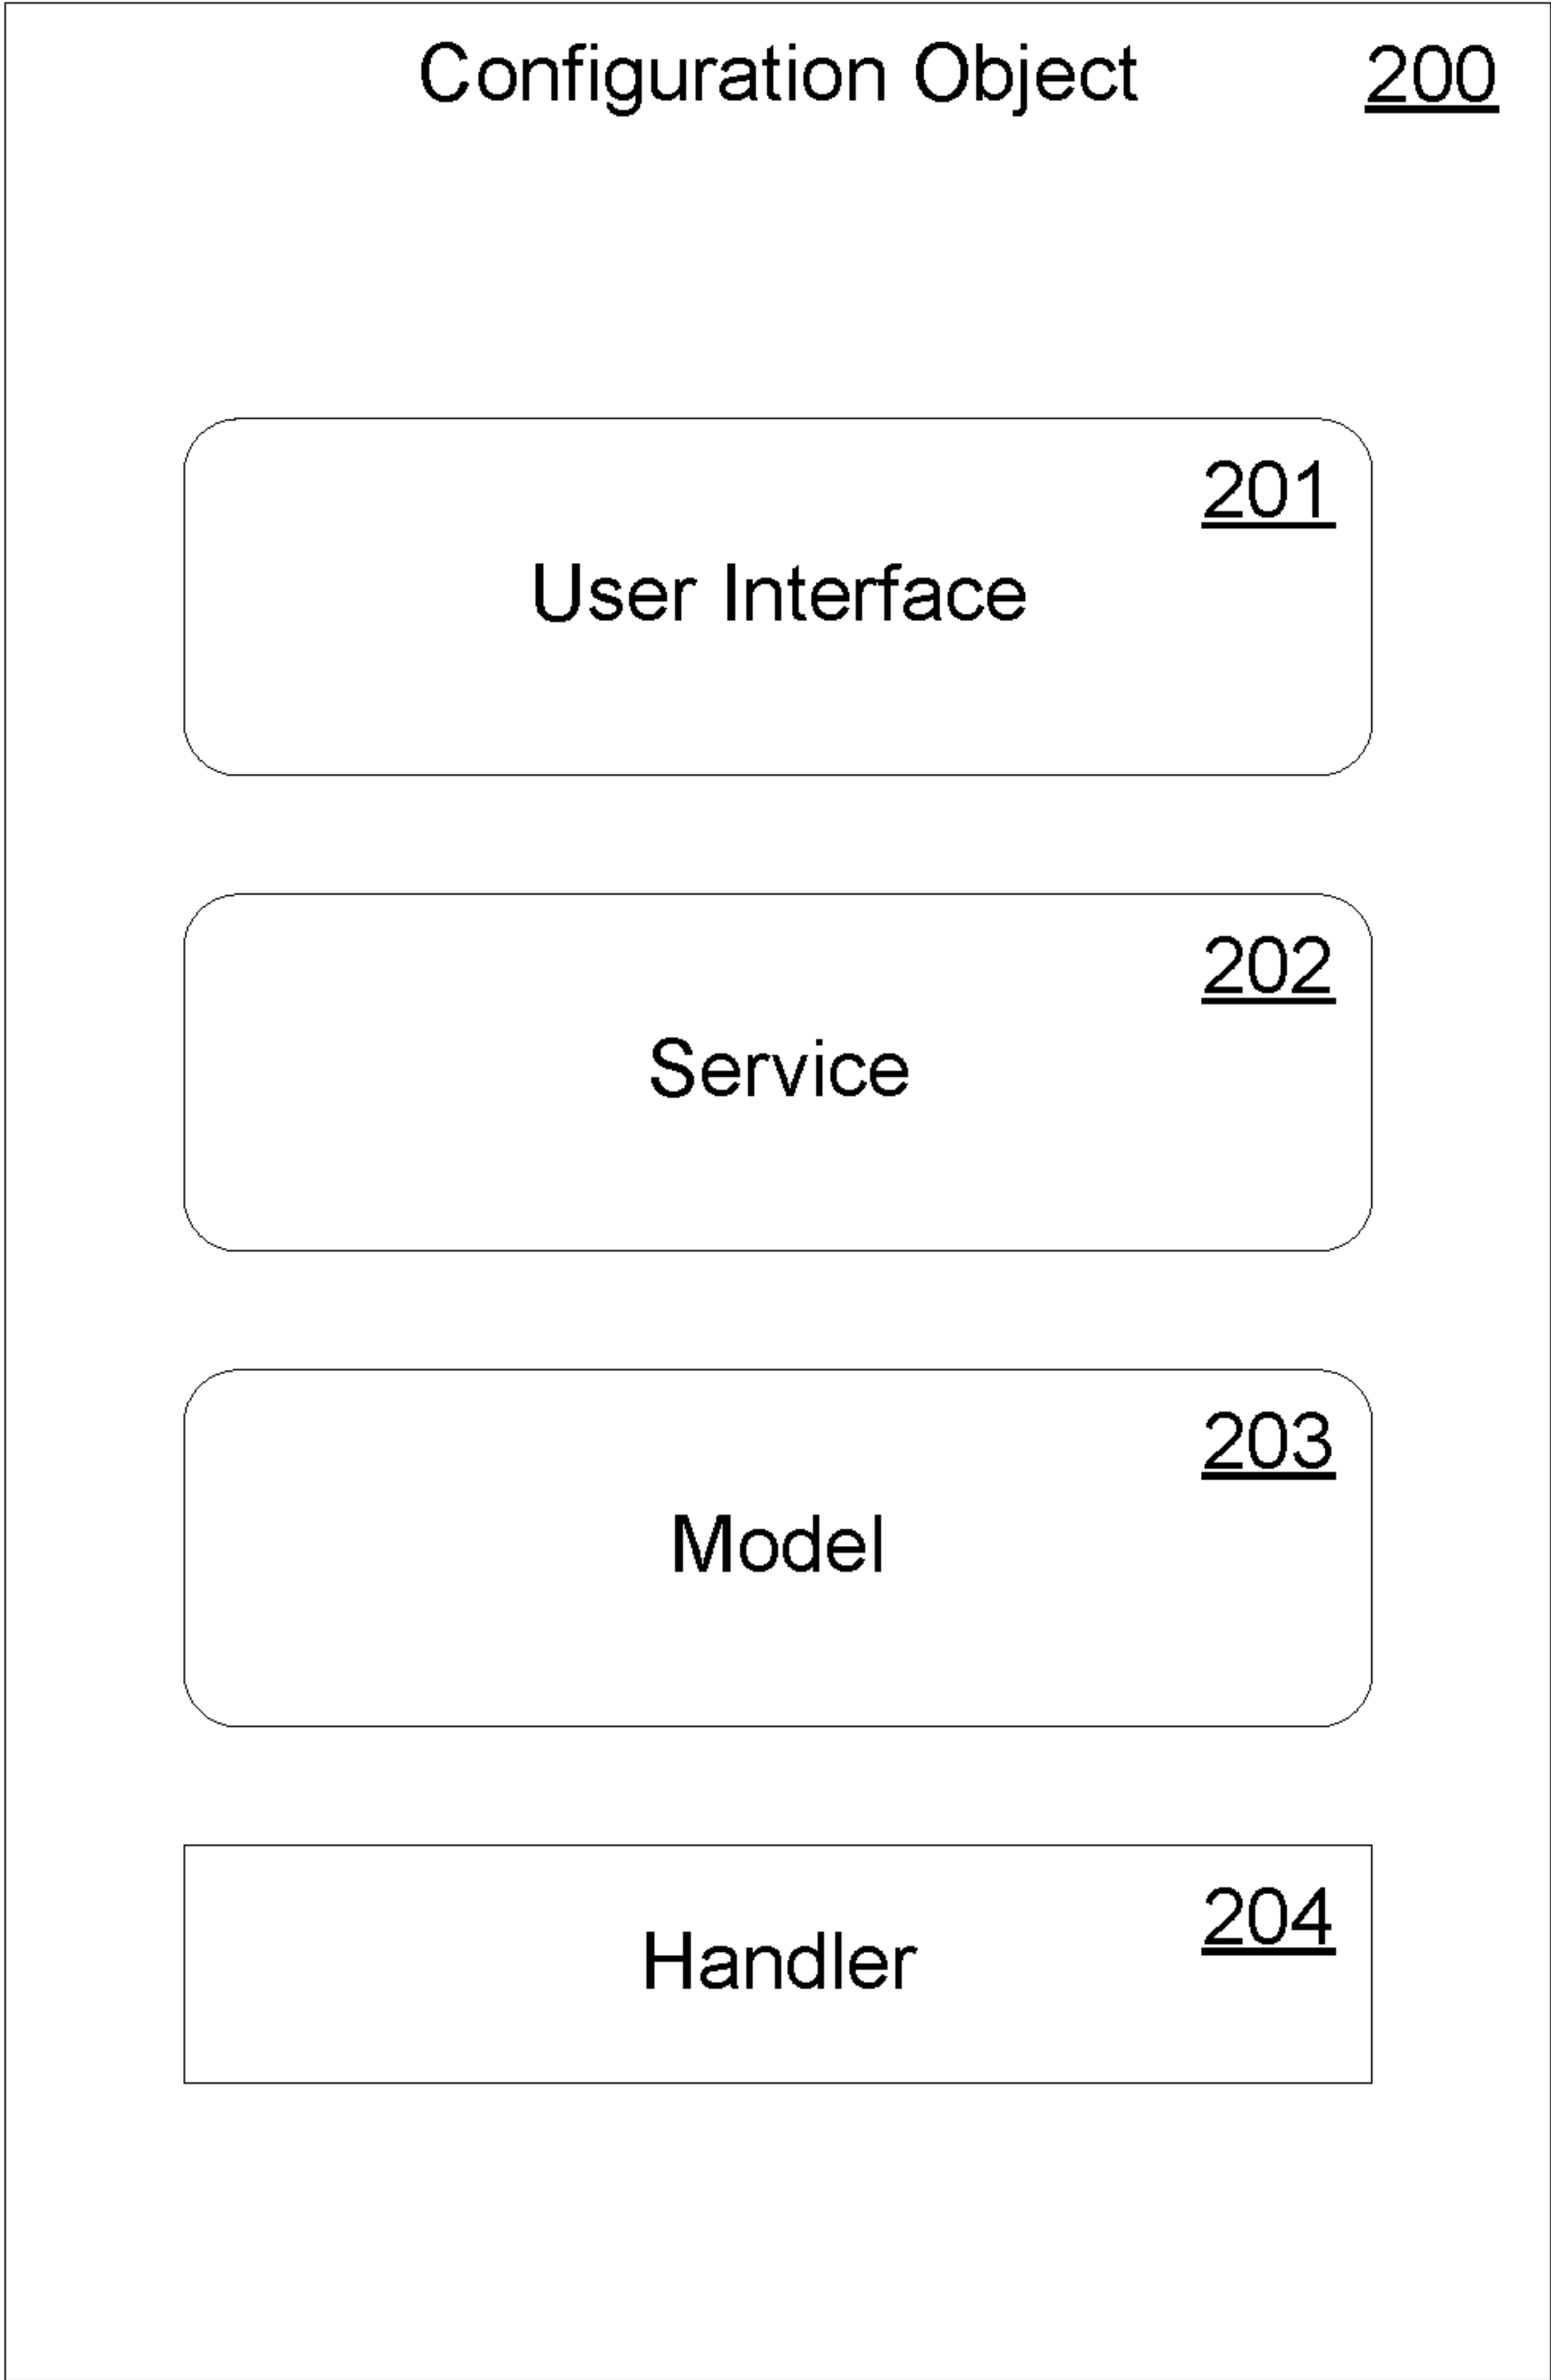 Configuration Object 200
201
User Interface
202
Service
203
Model
204
Handler